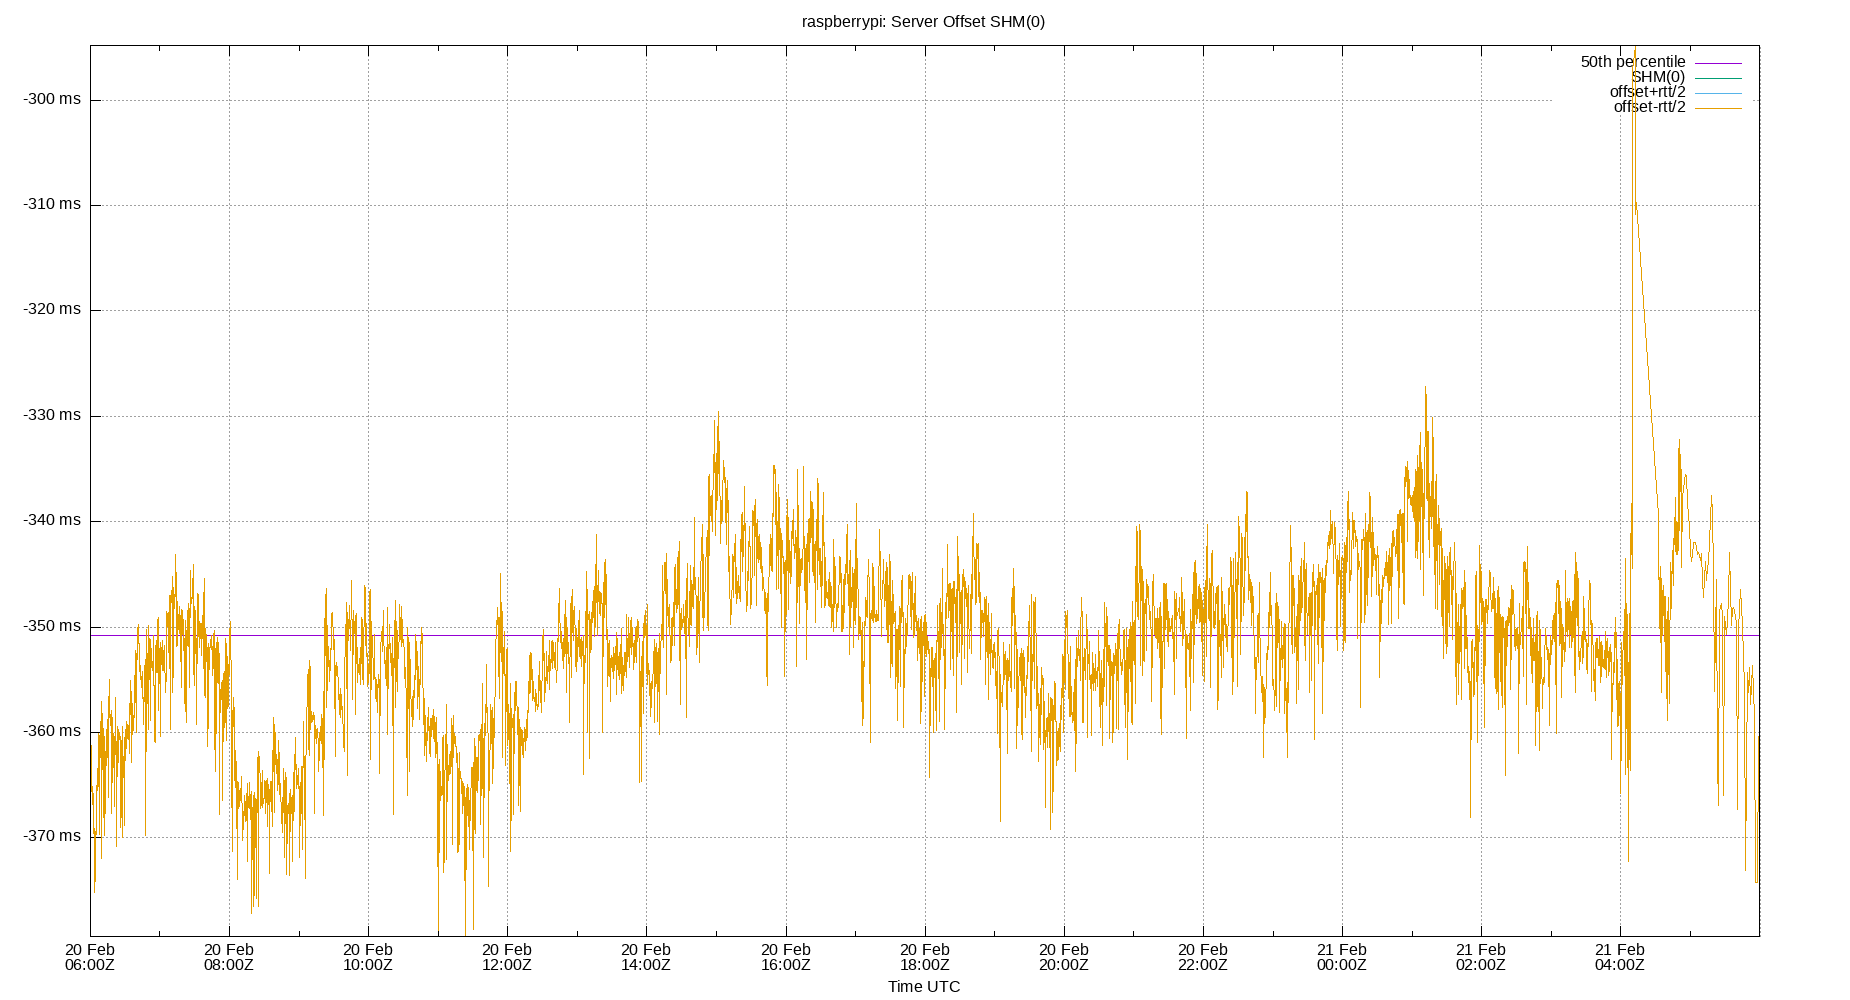 raspberrypi: Server Offset SHM(0)
50th percentile
SHM(0)
offset+rtt/2
offset-rtt/2
-300 ms
-310 ms
-320 ms
-330 ms
-340 ms
-350 ms
-360 ms
-370 ms
20 Feb 20 Feb 20 Feb 20 Feb 20 Feb 20 Feb 20 Feb 20 Feb 20 Feb 21 Feb 21 Feb 21 Feb
06:00Z 08:00Z 10:00Z 12:00Z 14:00Z 16:00Z 18:00Z 20:00Z 22:00Z 00:00Z 02:00Z 04:00Z
Time UTC